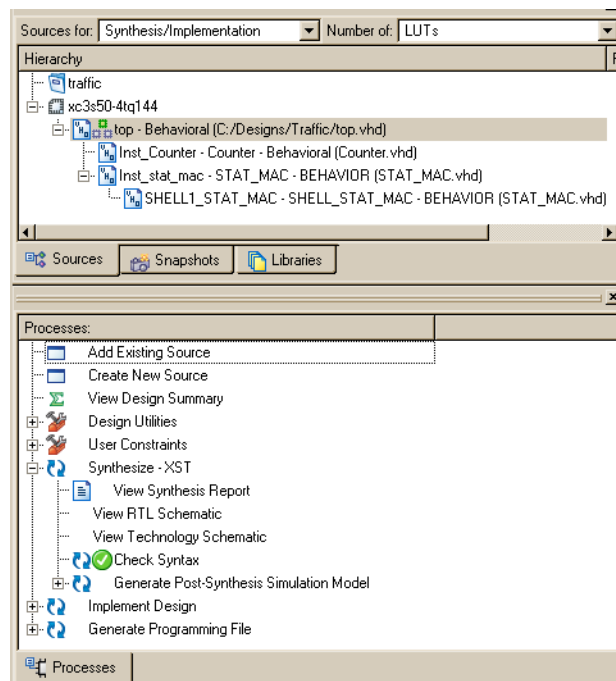 Sources for: Synthesis/Implementation Number of: LUTs
Hierarchy
traffic
xc3s50-4tq144
top - Behavioral (C:/Designs/Traffic/top.vhd)
Inst_Counter - Counter - Behavioral (Counter.vhd)
Inst_stat_mac - STAT_MAC - BEHAVIOR (STAT_MAC.vhd)
SHELL1_STAT_MAC - SHELL_STAT_MAC - BEHAVIOR (STAT_MAC.vhd)
Sources Snapshots Libraries
Processes:
Add Existing Source
Create New Source
View Design Summary
Design Utilities
User Constraints
Synthesize - XST
View Synthesis Report
View RTL Schematic
View Technology Schematic
Check Syntax
Generate Post-Synthesis Simulation Model
Implement Design
Generate Programming File
Processes